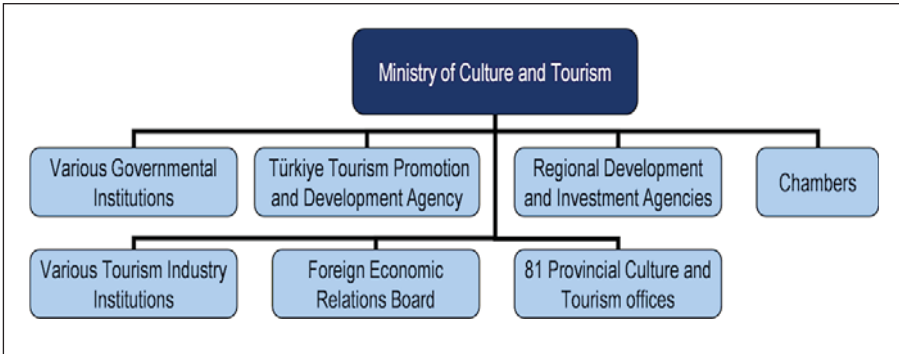 Ministry of Culture and Tourism
Various Governmental
Institutions
Türkiye Tourism Promotion
and Development Agency
Regional Development
and Investment Agencies
Chambers
Various Tourism Industry
Institutions
Foreign Economic
Relations Board
81 Provincial Culture and
Tourism offices